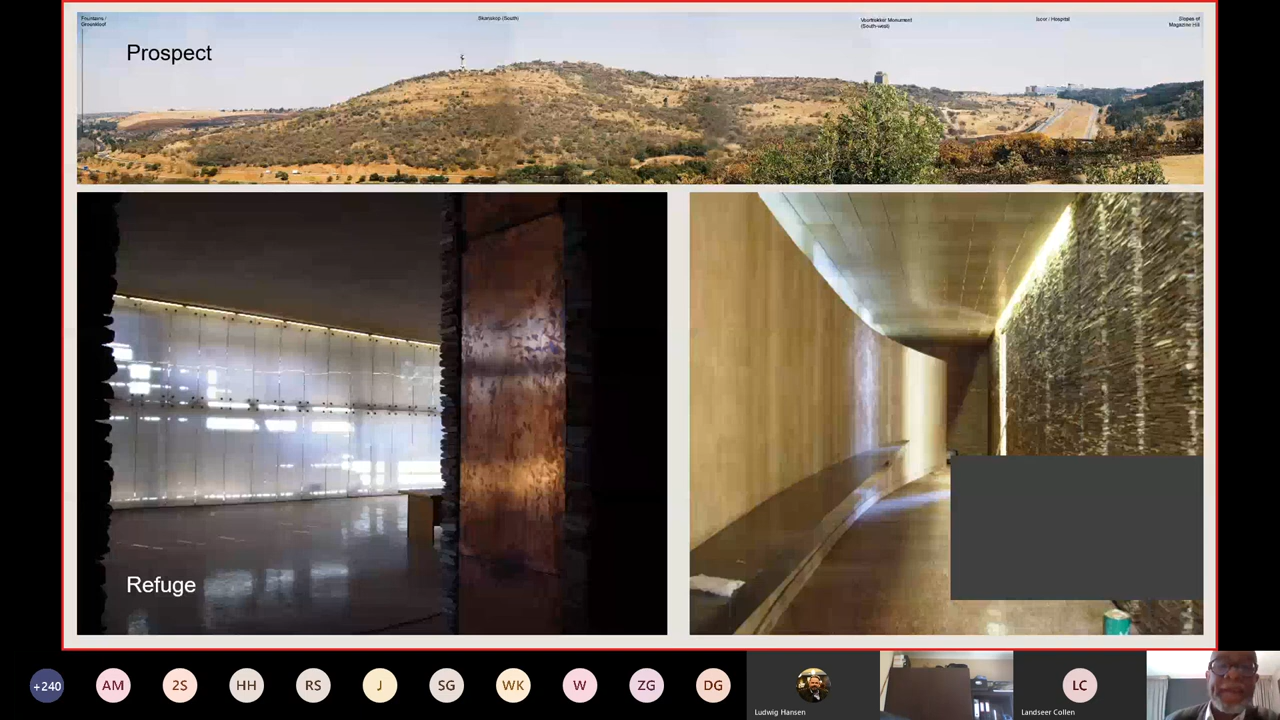 Fountains /
Groenkloof
Skanskop (South)
Voortrekker Monument
(South-west)
Iscor / Hospital
Slopes of
Magazine Hill
Prospect
Refuge
+240
AM
2S
HH
RS
J
SG
WK
W
ZG
DG
Ludwig Hansen
LC
Landseer Collen